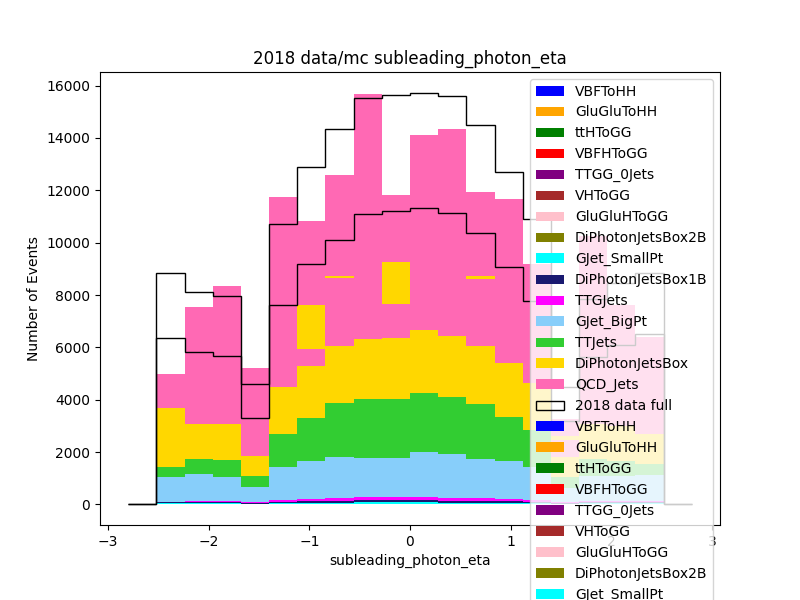 2018 data/mc subleading_photon_eta
Number of Events
16000
14000
12000
10000
8000
6000
4000
2000
0
−3
−2
−1
0
1
2
3
subleading_photon_eta
VBFToHH
GluGluToHH
ttHToGG
VBFHToGG
TTGG_0Jets
VHToGG
GluGluHToGG
DiPhotonJetsBox2B
GJet_SmallPt
DiPhotonJetsBox1B
TTGJets
GJet_BigPt
TTJets
DiPhotonJetsBox
QCD_Jets
2018 data full
VBFToHH
GluGluToHH
ttHToGG
VBFHToGG
TTGG_0Jets
VHToGG
GluGluHToGG
DiPhotonJetsBox2B
GJet_SmallPt